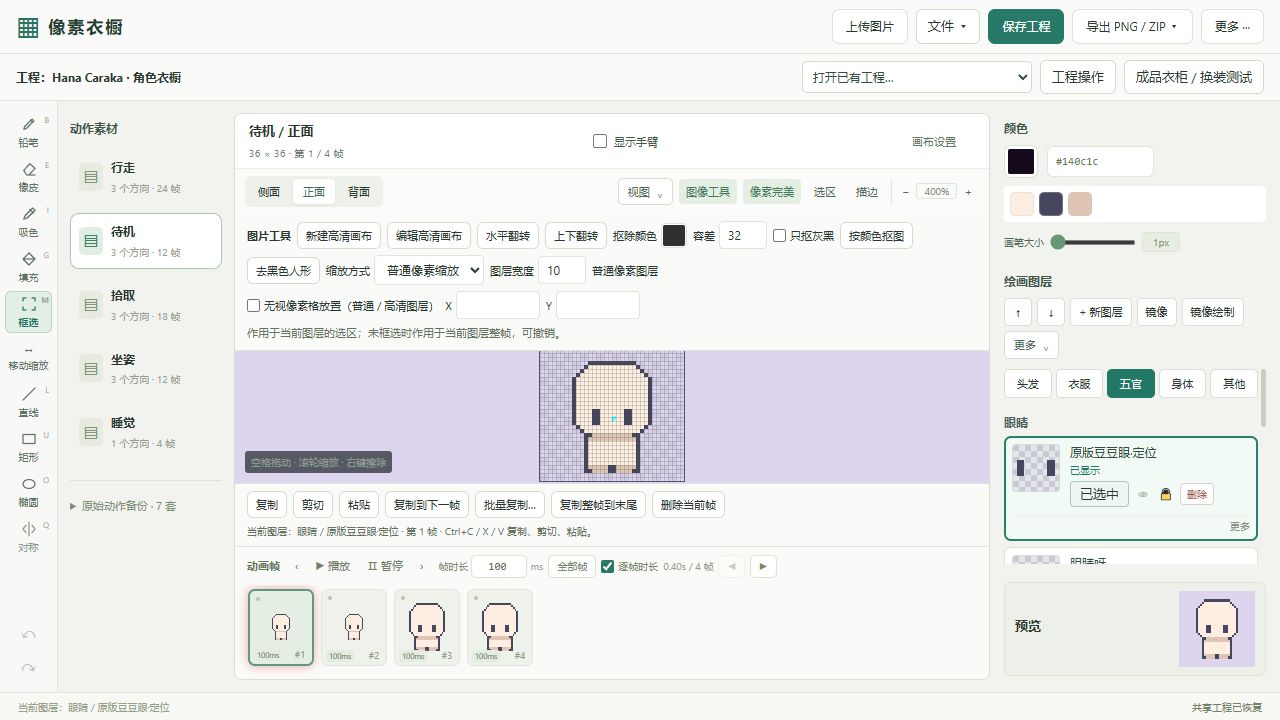 像素衣橱
上传图片 文件 保存工程 导出 PNG / ZIP 更多 ···
工程：Hana Caraka · 角色衣橱
打开已有工程... 工程操作 成品衣柜 / 换装测试
铅笔 B
橡皮 E
吸色 I
填充 G
框选 M
移动缩放
直线 L
矩形 U
椭圆 O
对称 Q
动作素材
行走
3 个方向 · 24 帧
待机
3 个方向 · 12 帧
拾取
3 个方向 · 18 帧
坐姿
3 个方向 · 12 帧
睡觉
1 个方向 · 4 帧
原始动作备份 · 7 套
待机 / 正面
36 × 36 · 第 1 / 4 帧
显示手臂
画布设置
侧面 正面 背面
视图 图像工具 像素完美 选区 描边 − 400% +
图片工具 新建高清画布 编辑高清画布 水平翻转 上下翻转 抠除颜色 容差 32 只抠灰黑 按颜色抠图
去黑色人形 缩放方式 普通像素缩放 图层宽度 10 普通像素图层
无视像素格放置（普通 / 高清图层） X Y
作用于当前图层的选区；未框选时作用于当前图层整帧，可撤销。
空格拖动 · 滚轮缩放 · 右键擦除
复制 剪切 粘贴 复制到下一帧 批量复制... 复制整帧到末尾 删除当前帧
当前图层：眼睛 / 原版豆豆眼·定位 · 第 1 帧 · Ctrl+C / X / V 复制、剪切、粘贴。
动画帧 ‹ 暂停 › 帧时长 100 ms 全部帧 逐帧时长 0.40s / 4 帧
100ms #1
100ms #2
100ms #3
100ms #4
颜色
#140c1c
画笔大小 1px
绘画图层
↑ ↓ + 新图层 镜像 镜像绘制
更多
头发 衣服 五官 身体 其他
眼睛
原版豆豆眼·定位
已显示
已选中 删除
更多
预览
当前图层：眼睛 / 原版豆豆眼·定位
共享工程已恢复